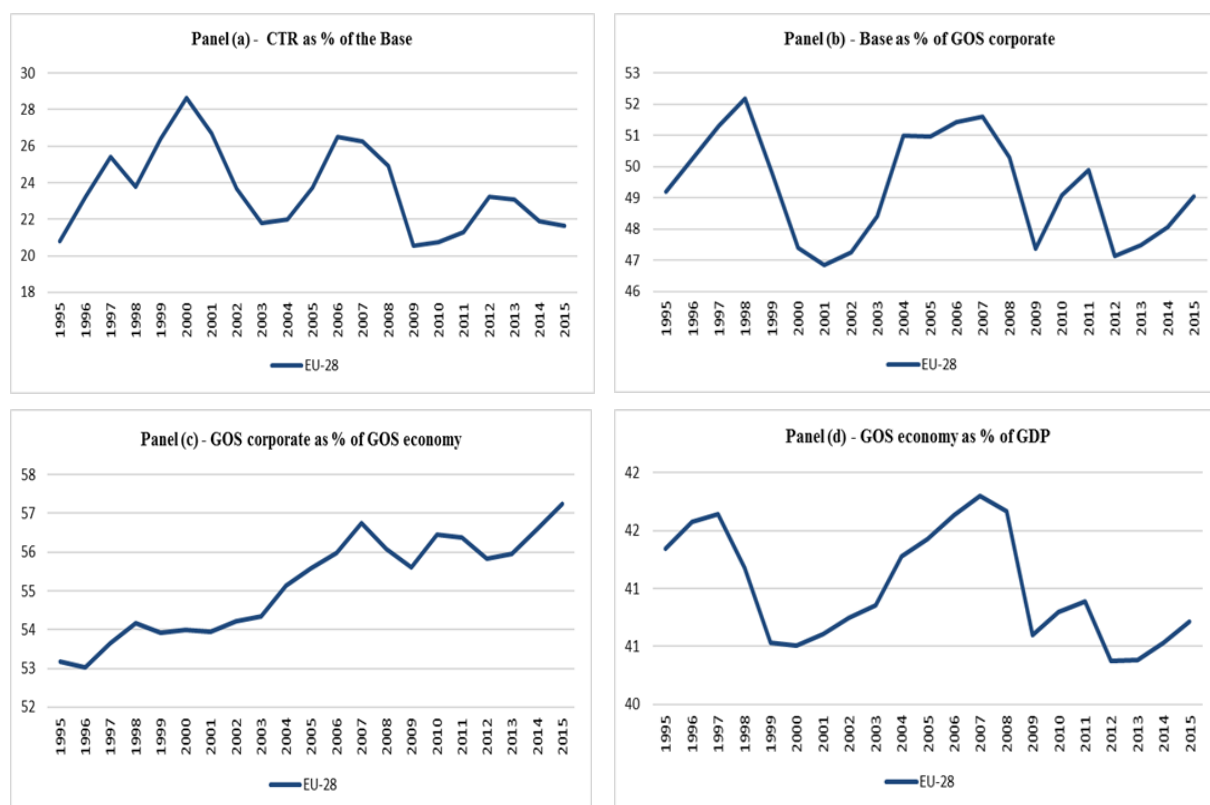 Panel (a) - CTR as % of the Base
30
28
26
24
22
20
18
1995 1996 1997 1998 1999 2000 2001 2002 2003 2004 2005 2006 2007 2008 2009 2010 2011 2012 2013 2014 2015
EU-28
Panel (b) - Base as % of GOS corporate
53
52
51
50
49
48
47
46
1995 1996 1997 1998 1999 2000 2001 2002 2003 2004 2005 2006 2007 2008 2009 2010 2011 2012 2013 2014 2015
EU-28
Panel (c) - GOS corporate as % of GOS economy
58
57
56
55
54
53
52
1995 1996 1997 1998 1999 2000 2001 2002 2003 2004 2005 2006 2007 2008 2009 2010 2011 2012 2013 2014 2015
EU-28
Panel (d) - GOS economy as % of GDP
42
42
41
41
40
1995 1996 1997 1998 1999 2000 2001 2002 2003 2004 2005 2006 2007 2008 2009 2010 2011 2012 2013 2014 2015
EU-28